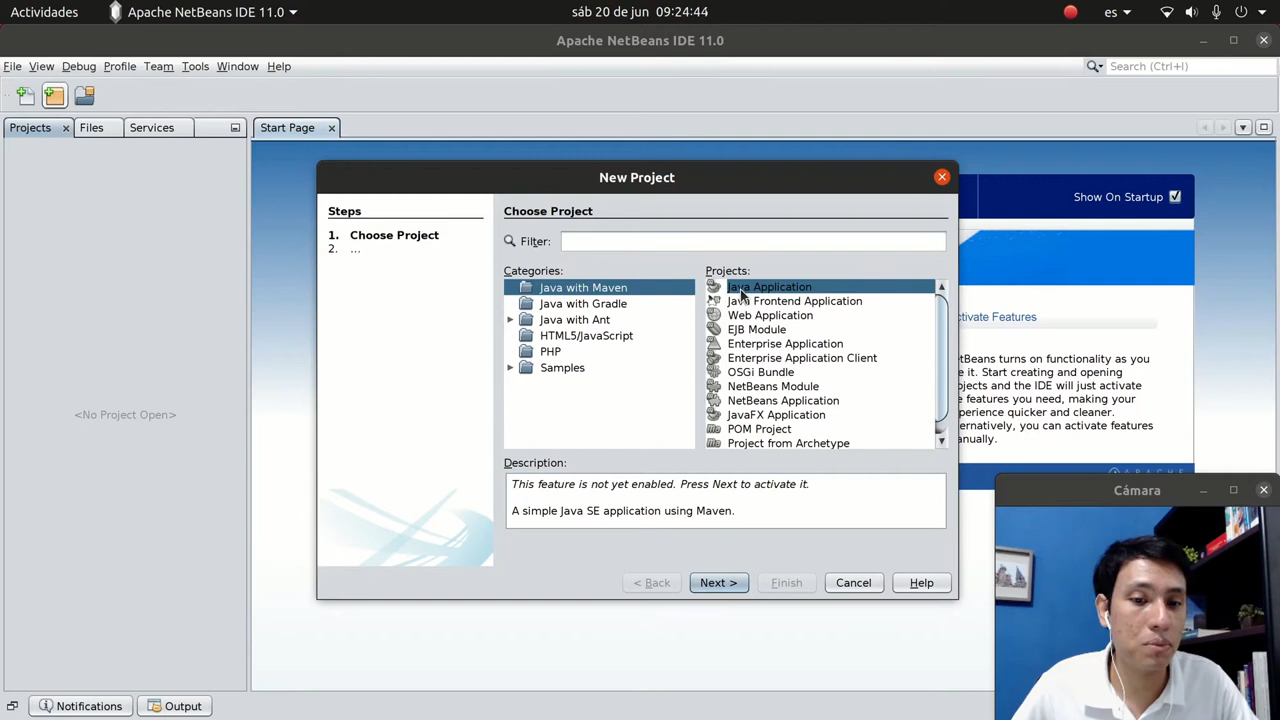 Actividades
Apache NetBeans IDE 11.0
sáb 20 de jun 09:24:44
es
Apache NetBeans IDE 11.0
File View Debug Profile Team Tools Window Help
Search (Ctrl+I)
Projects Files Services
Start Page
New Project
Show On Startup
Steps
1. Choose Project
2. ...
Choose Project
Filter:
Categories:
Java with Maven
Java with Gradle
Java with Ant
HTML5/JavaScript
PHP
Samples
Projects:
Java Application
Java Frontend Application
Web Application
EJB Module
Enterprise Application
Enterprise Application Client
OSGi Bundle
NetBeans Module
NetBeans Application
JavaFX Application
POM Project
Project from Archetype
Description:
This feature is not yet enabled. Press Next to activate it.
A simple Java SE application using Maven.
< Back Next > Finish Cancel Help
<No Project Open>
Activate Features
NetBeans turns on functionality as you
use it. Start creating and opening
projects and the IDE will just activate
features you need, making your
experience quicker and cleaner.
Alternatively, you can activate features
manually.
Cámara
Notifications Output